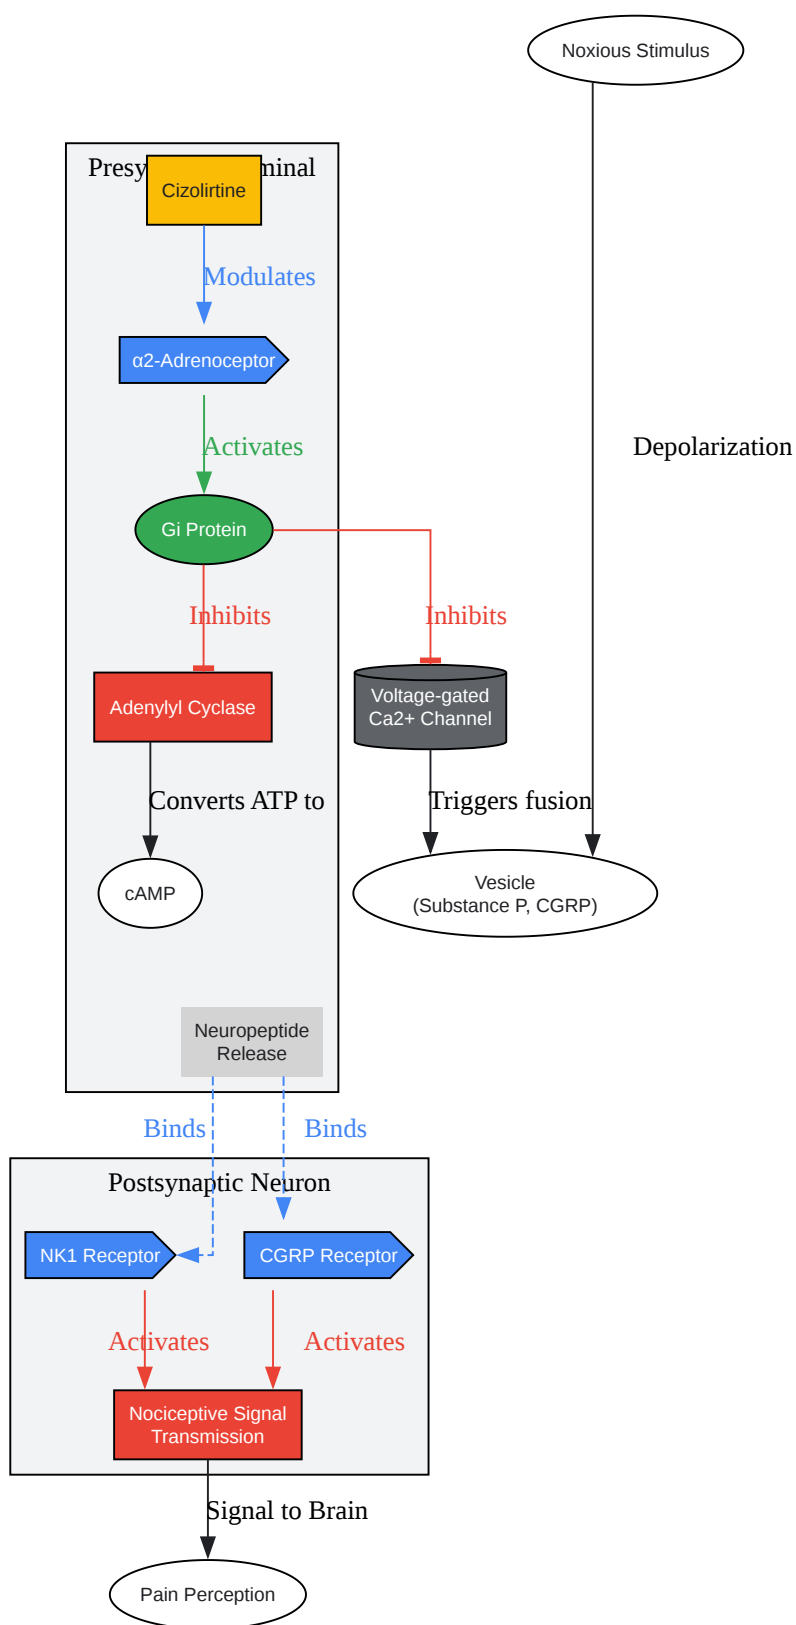 Noxious Stimulus
Presy minal
Cizolirtine
Modulates
α2-Adrenoceptor
Activates
Depolarization
Gi Protein
Inhibits
Inhibits
Adenylyl Cyclase
Voltage-gated
Ca2+ Channel
Converts ATP to
Triggers fusion
cAMP
Vesicle
(Substance P, CGRP)
Neuropeptide
Release
Binds
Binds
Postsynaptic Neuron
NK1 Receptor
CGRP Receptor
Activates
Activates
Nociceptive Signal
Transmission
Signal to Brain
Pain Perception